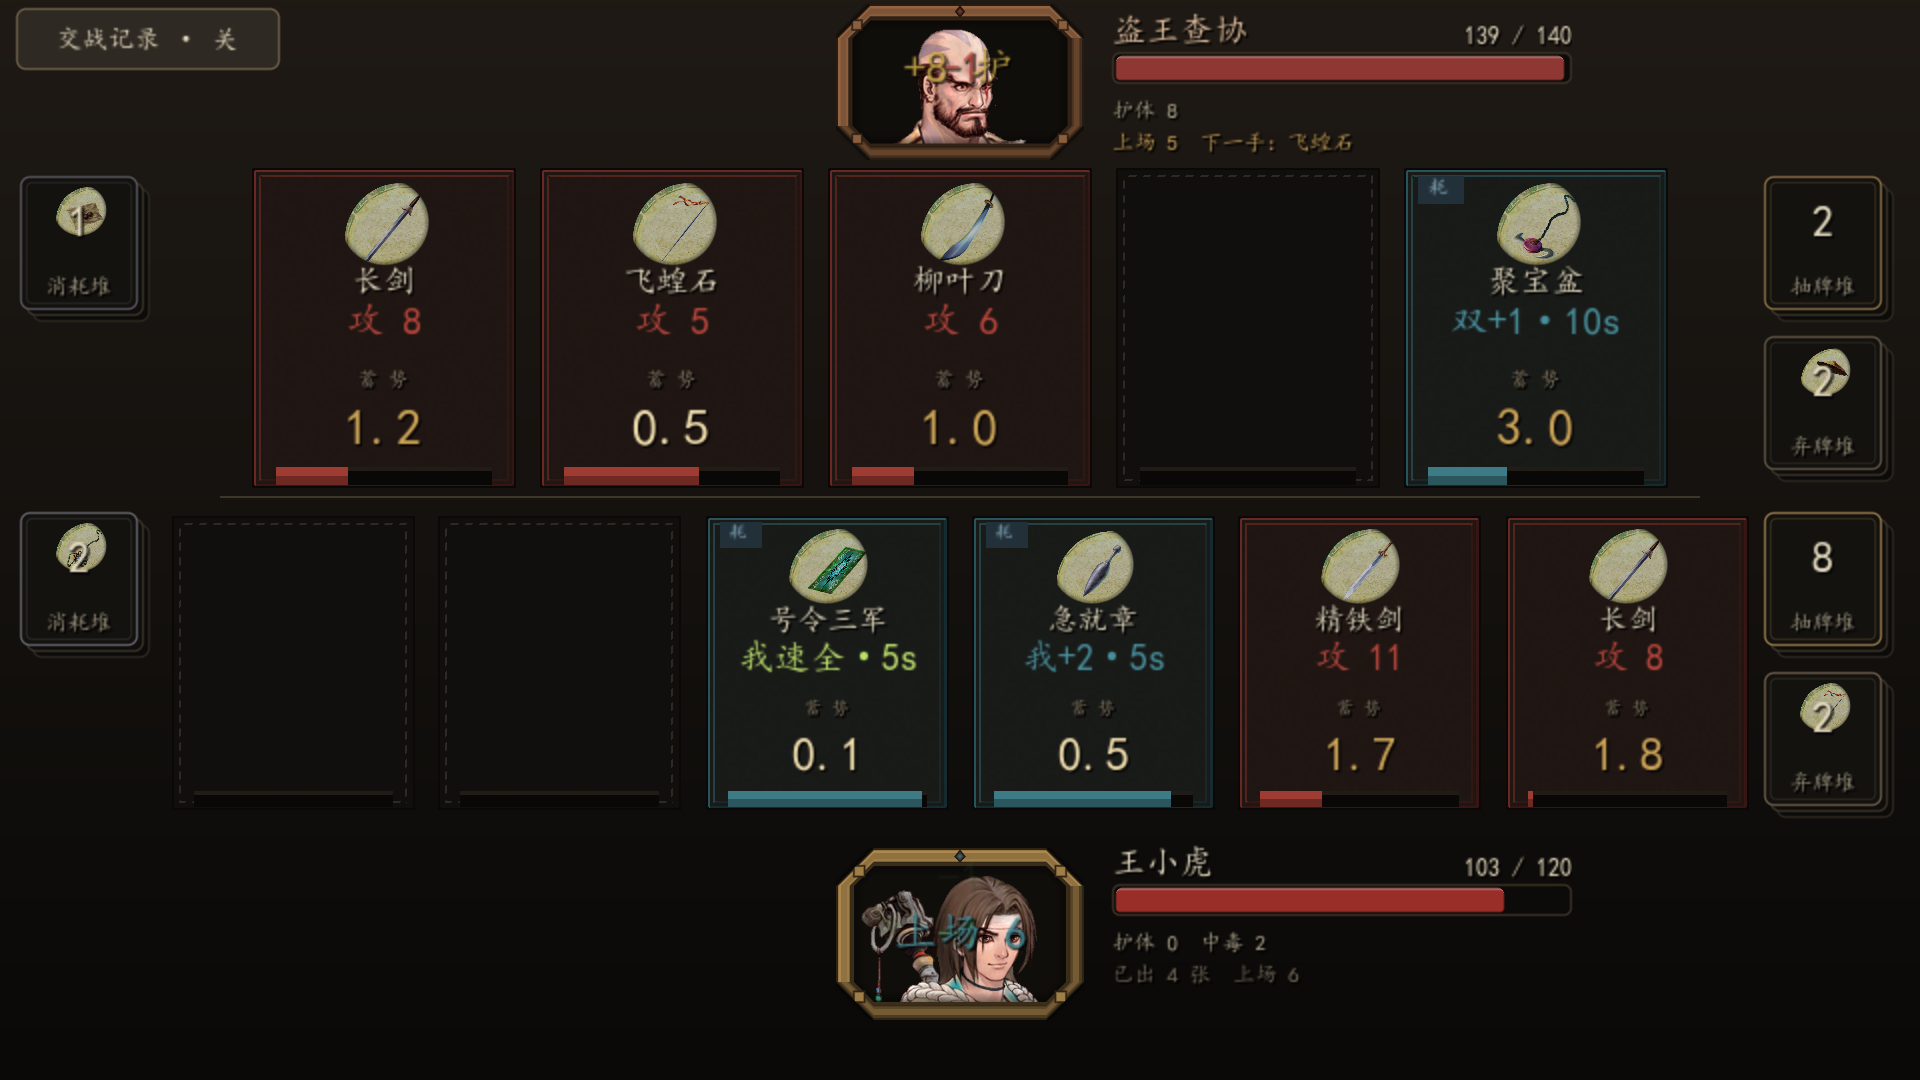 交战记录 · 关
盗王查协
139 / 140
+8 -1 护
护体 8
上场 5 下一手: 飞蝗石
1
消耗堆
长剑
攻 8
蓄 势
1.2
飞蝗石
攻 5
蓄 势
0.5
柳叶刀
攻 6
蓄 势
1.0
耗
聚宝盆
双+1 • 10s
蓄 势
3.0
2
抽牌堆
2
弃牌堆
2
消耗堆
耗
号令三军
我速全 • 5s
蓄 势
0.1
耗
急就章
我+2 • 5s
蓄 势
0.5
精铁剑
攻 11
蓄 势
1.7
长剑
攻 8
蓄 势
1.8
8
抽牌堆
2
弃牌堆
上场 6
王小虎
103 / 120
护体 0 中毒 2
已出 4 张 上场 6